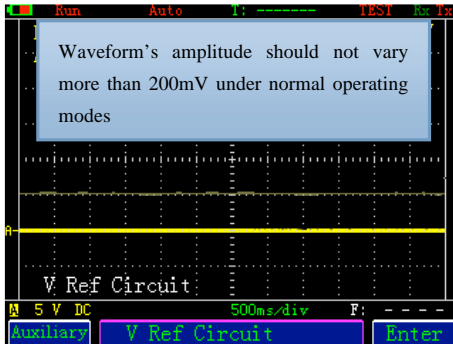 Run Auto T: ------- TEST Rx Tx
Waveform’s amplitude should not vary
more than 200mV under normal operating
modes
A-
V Ref Circuit
A 5 V DC 500ms/div F: - - - -
Auxiliary V Ref Circuit Enter